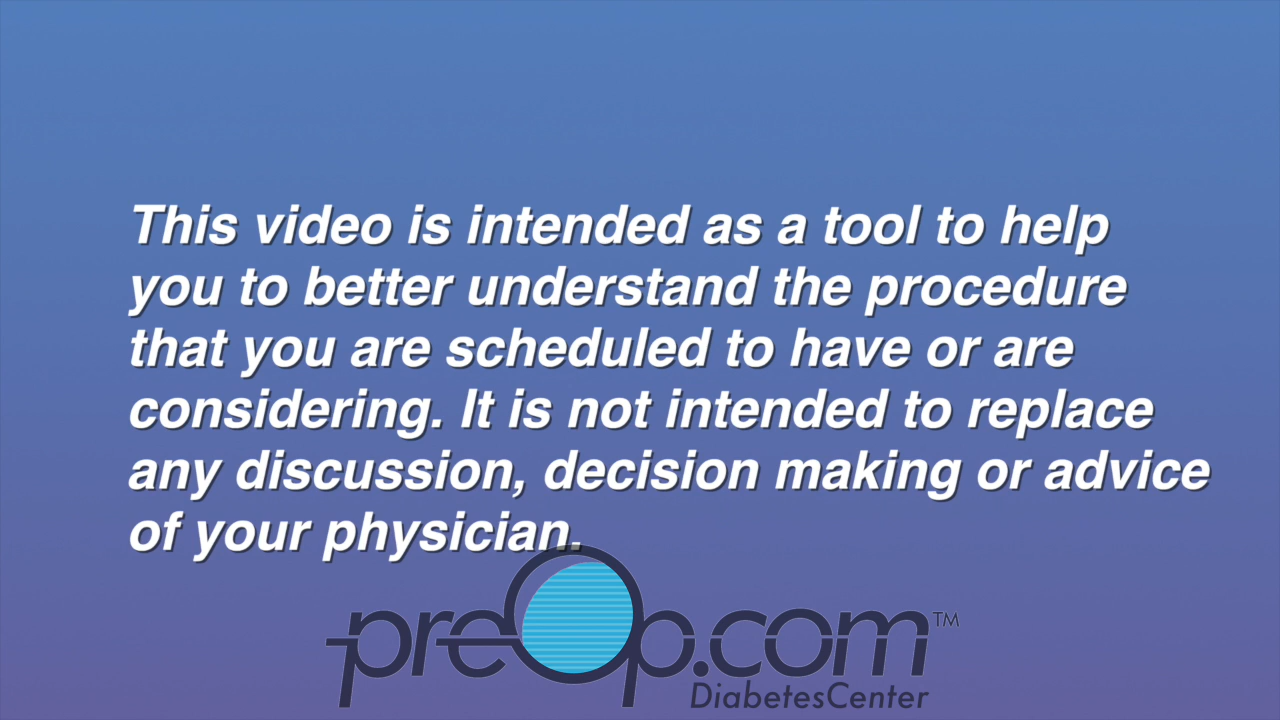 This video is intended as a tool to help
you to better understand the procedure
that you are scheduled to have or are
considering. It is not intended to replace
any discussion, decision making or advice
of your physician.
preOp.com™
DiabetesCenter